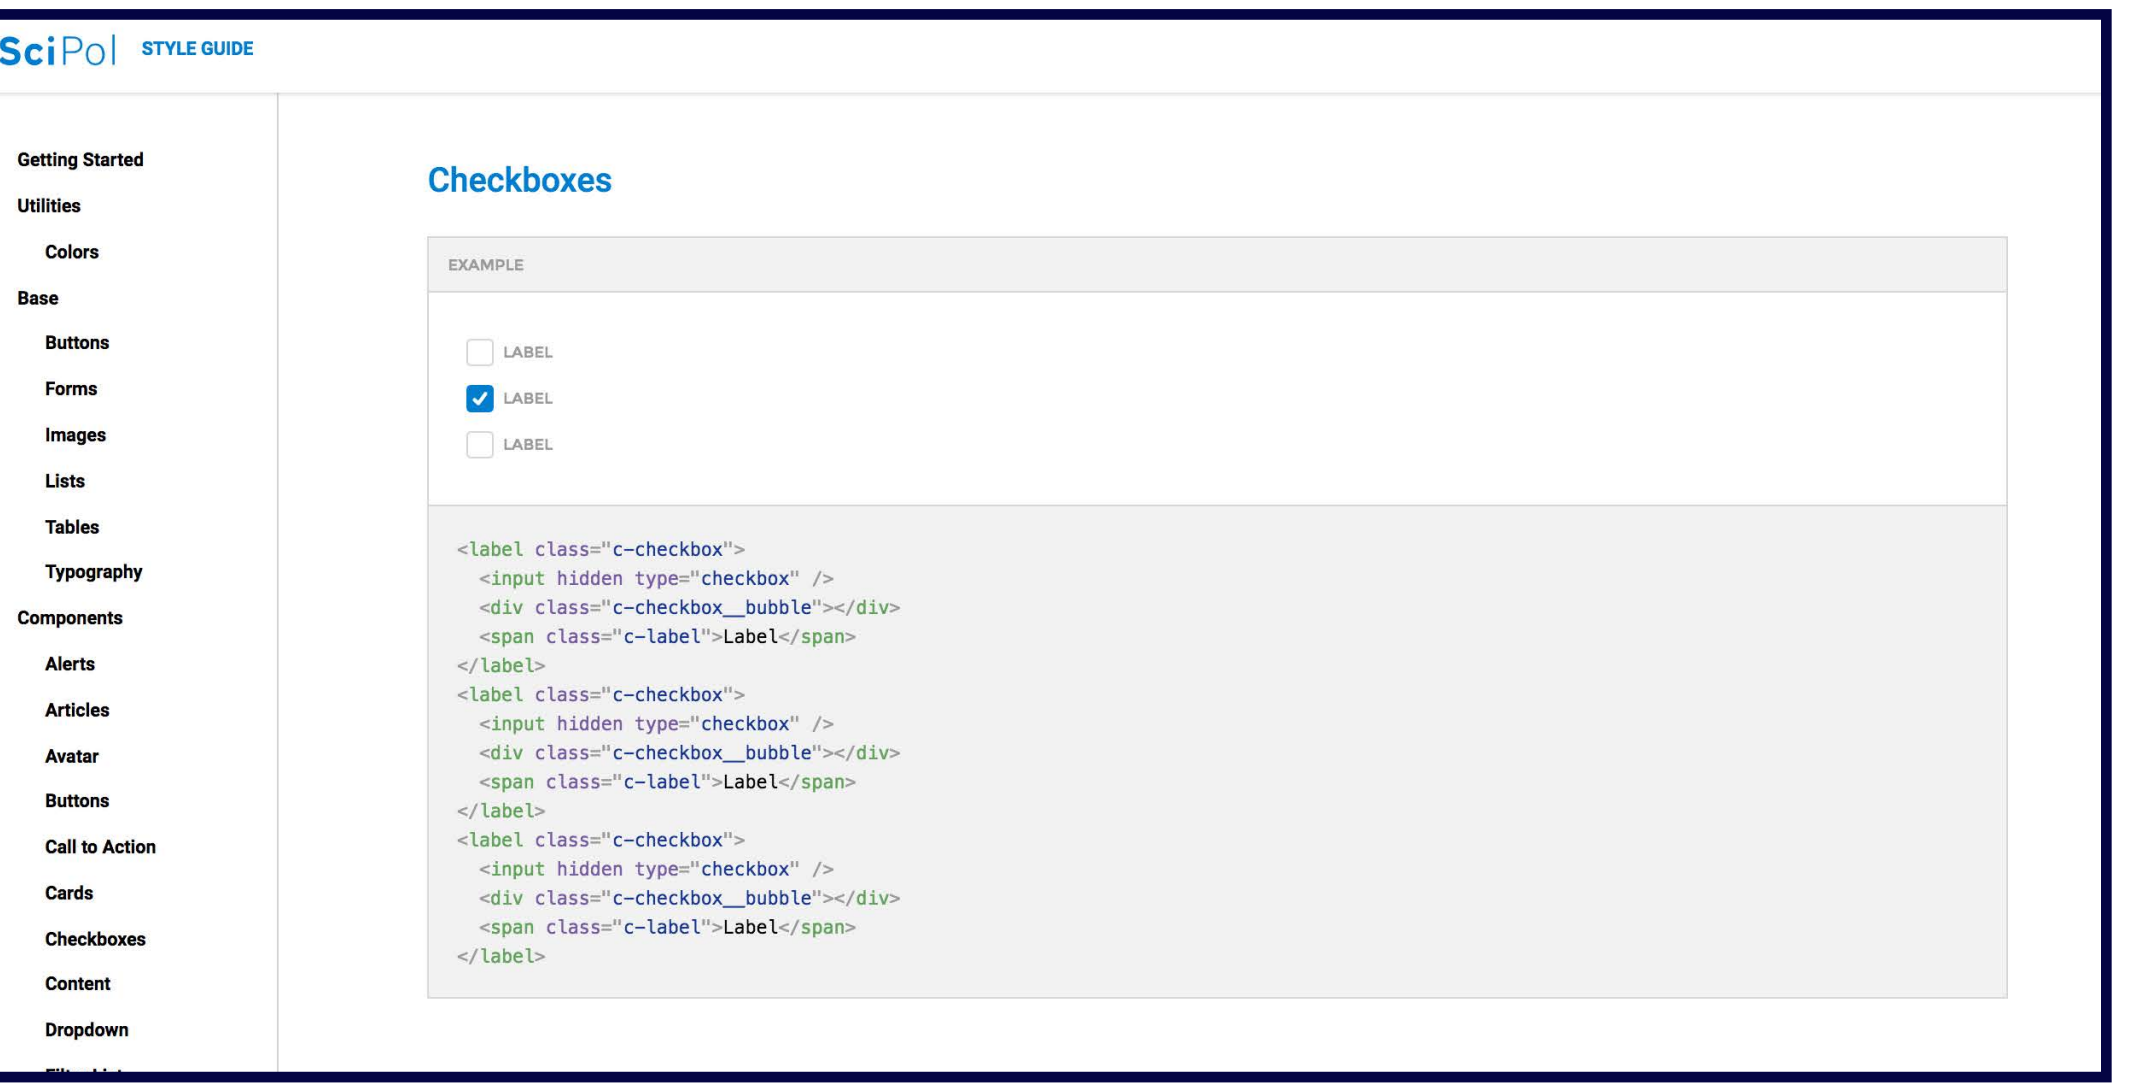 SciPol STYLE GUIDE
Getting Started
Utilities
Colors
Base
Buttons
Forms
Images
Lists
Tables
Typography
Components
Alerts
Articles
Avatar
Buttons
Call to Action
Cards
Checkboxes
Content
Dropdown
Checkboxes
EXAMPLE
LABEL
LABEL
LABEL
<label class="c-checkbox">
  <input hidden type="checkbox" />
  <div class="c-checkbox__bubble"></div>
  <span class="c-label">Label</span>
</label>
<label class="c-checkbox">
  <input hidden type="checkbox" />
  <div class="c-checkbox__bubble"></div>
  <span class="c-label">Label</span>
</label>
<label class="c-checkbox">
  <input hidden type="checkbox" />
  <div class="c-checkbox__bubble"></div>
  <span class="c-label">Label</span>
</label>